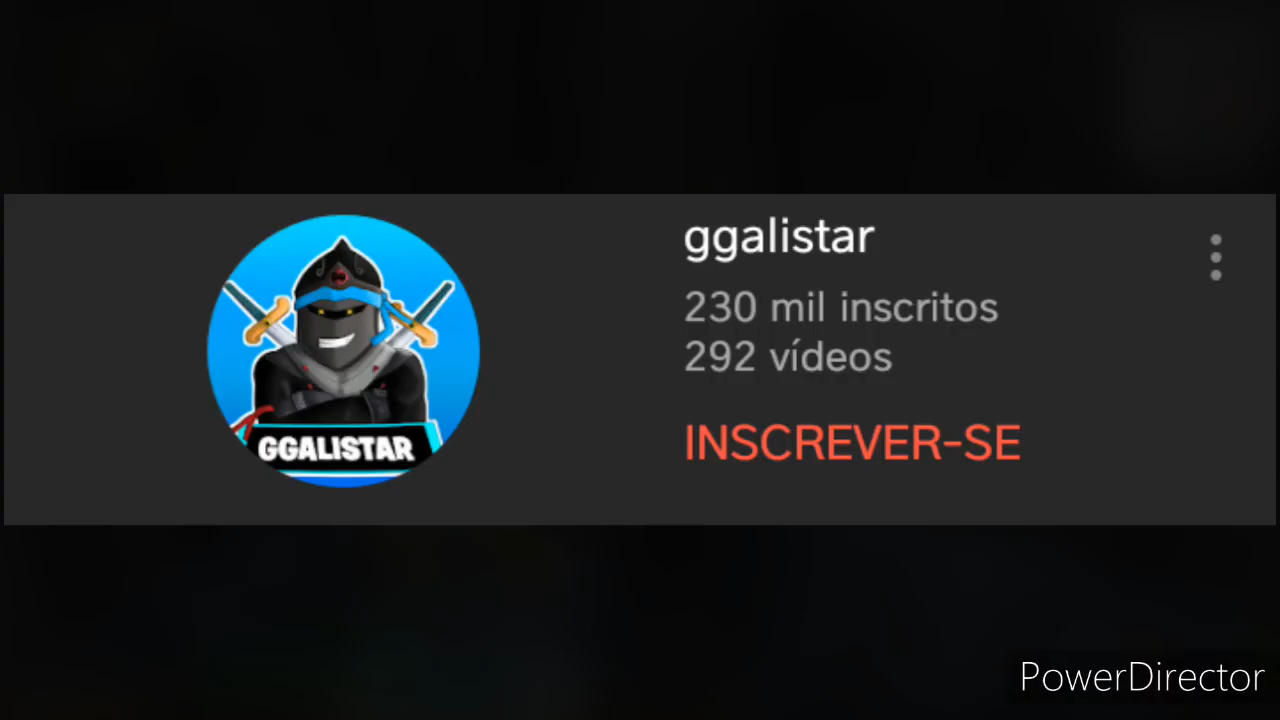 ggalistar
230 mil inscritos
292 vídeos
INSCREVER-SE
GGALISTAR
PowerDirector